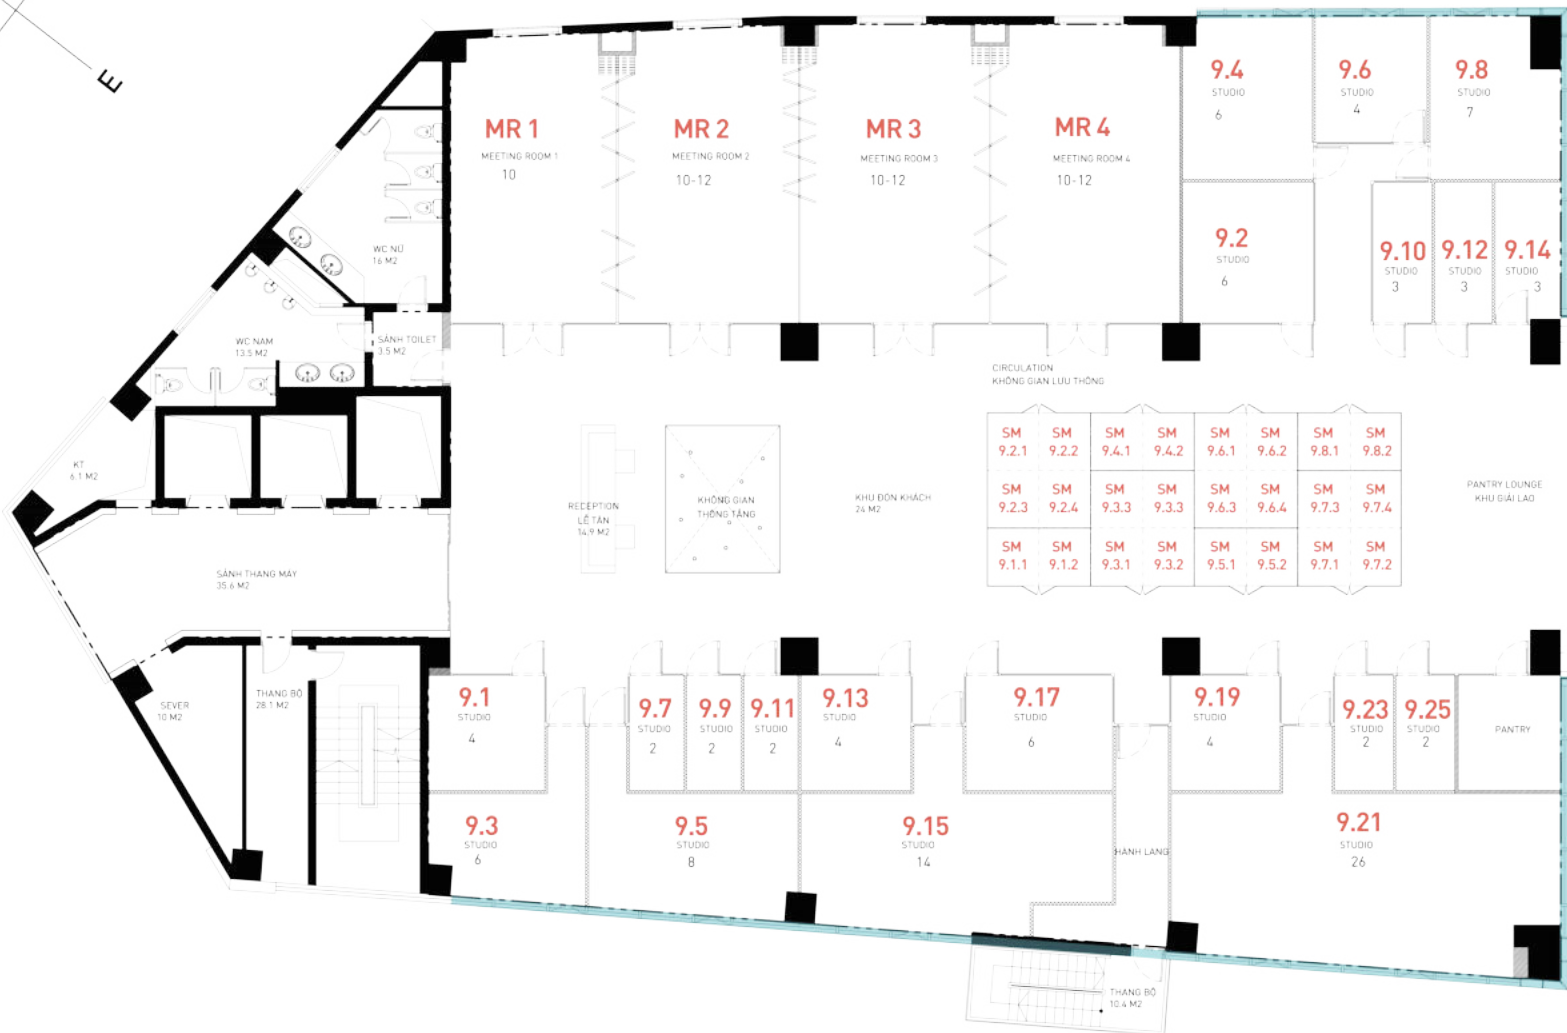 E
MR 1
MEETING ROOM 1
10
MR 2
MEETING ROOM 2
10-12
MR 3
MEETING ROOM 3
10-12
MR 4
MEETING ROOM 4
10-12
9.4
STUDIO
6
9.6
STUDIO
4
9.8
STUDIO
7
9.2
STUDIO
6
9.10
STUDIO
3
9.12
STUDIO
3
9.14
STUDIO
3
WC NỮ
16 M2
WC NAM
13.5 M2
SẢNH TOILET
3.5 M2
KT
6.1 M2
SẢNH THANG MÁY
35.6 M2
SEVER
10 M2
THANG BỘ
28.1 M2
RECEPTION
LỄ TÂN
14.9 M2
KHÔNG GIAN
THÔNG TẦNG
KHU ĐÓN KHÁCH
24 M2
CIRCULATION
KHÔNG GIAN LƯU THÔNG
SM SM SM SM SM SM SM SM
9.2.1 9.2.2 9.4.1 9.4.2 9.6.1 9.6.2 9.8.1 9.8.2
SM SM SM SM SM SM SM SM
9.2.3 9.2.4 9.3.3 9.3.3 9.6.3 9.6.4 9.7.3 9.7.4
SM SM SM SM SM SM SM SM
9.1.1 9.1.2 9.3.1 9.3.2 9.5.1 9.5.2 9.7.1 9.7.2
PANTRY LOUNGE
KHU GIẢI LAO
9.1
STUDIO
4
9.7
STUDIO
2
9.9
STUDIO
2
9.11
STUDIO
2
9.13
STUDIO
4
9.17
STUDIO
6
9.19
STUDIO
4
9.23
STUDIO
2
9.25
STUDIO
2
PANTRY
9.3
STUDIO
6
9.5
STUDIO
8
9.15
STUDIO
14
HÀNH LANG
9.21
STUDIO
26
THANG BỘ
10.4 M2